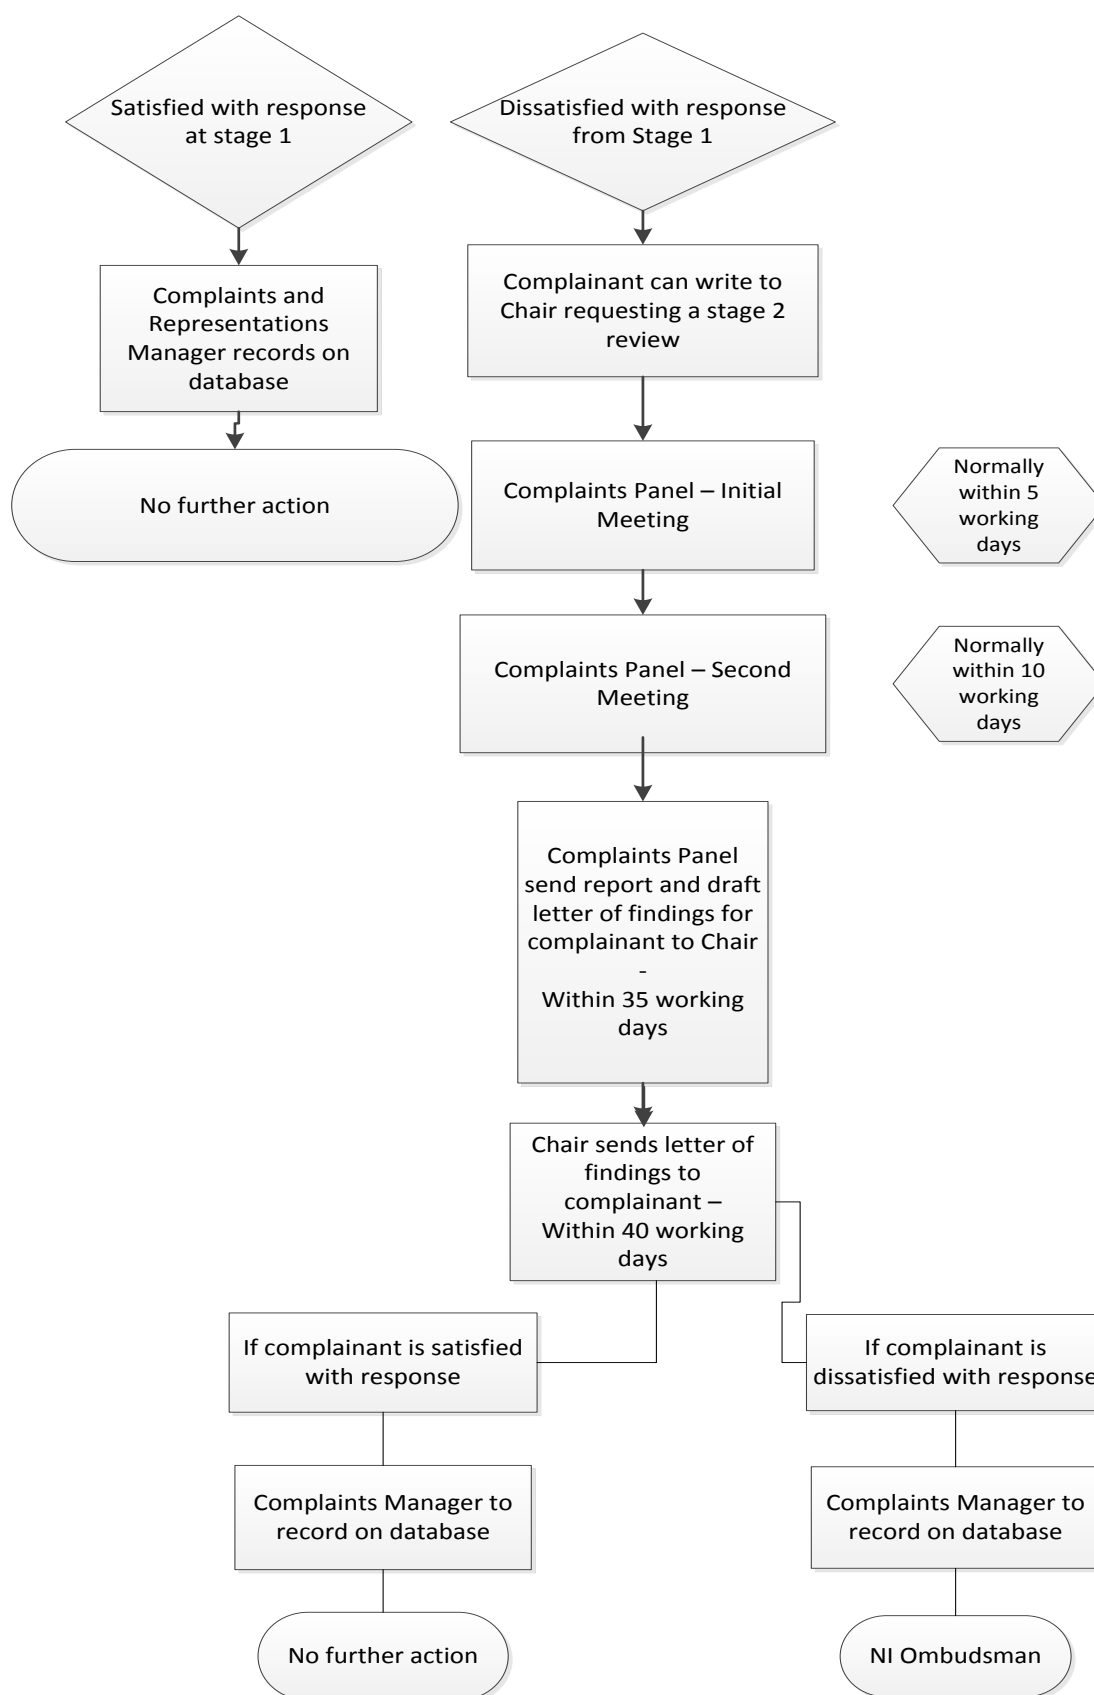 Satisfied with response
at stage 1
Dissatisfied with response
from Stage 1
Complaints and
Representations
Manager records on
database
Complainant can write to
Chair requesting a stage 2
review
No further action
Complaints Panel – Initial
Meeting
Normally
within 5
working
days
Complaints Panel – Second
Meeting
Normally
within 10
working
days
Complaints Panel
send report and draft
letter of findings for
complainant to Chair
-
Within 35 working
days
Chair sends letter of
findings to
complainant –
Within 40 working
days
If complainant is satisfied
with response
If complainant is
dissatisfied with response
Complaints Manager to
record on database
Complaints Manager to
record on database
No further action
NI Ombudsman